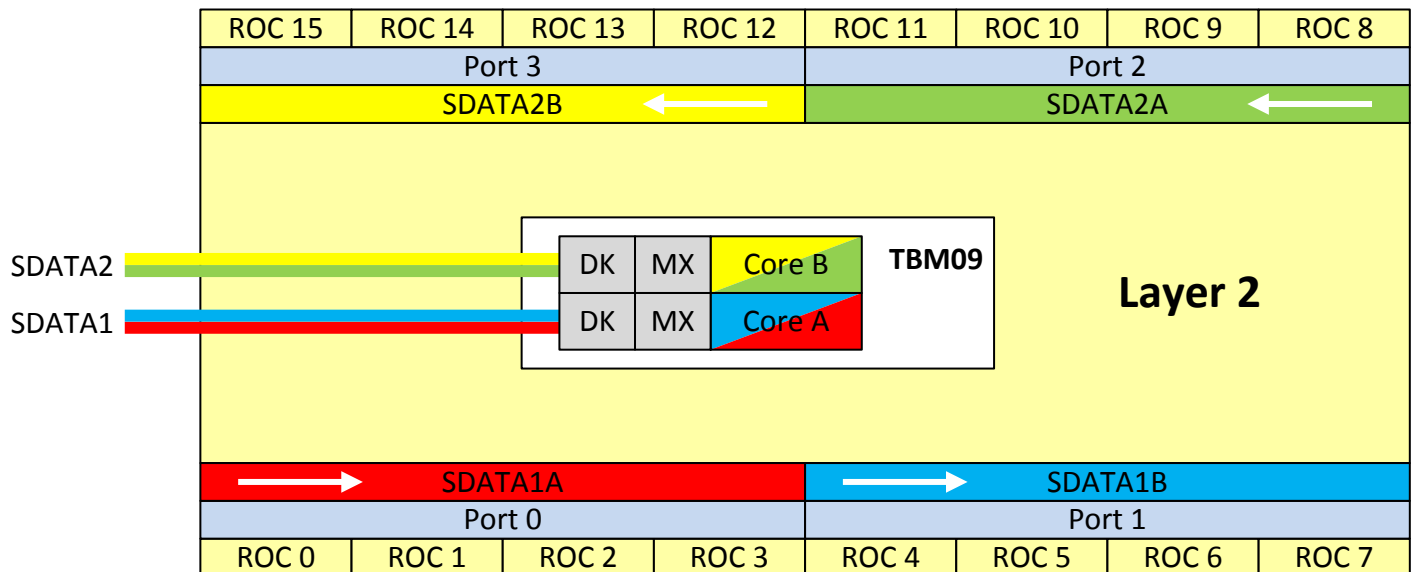 ROC 15 ROC 14 ROC 13 ROC 12 ROC 11 ROC 10 ROC 9 ROC 8
Port 3 Port 2
SDATA2B SDATA2A
SDATA2 DK MX Core B TBM09
Layer 2
SDATA1 DK MX Core A
SDATA1A SDATA1B
Port 0 Port 1
ROC 0 ROC 1 ROC 2 ROC 3 ROC 4 ROC 5 ROC 6 ROC 7